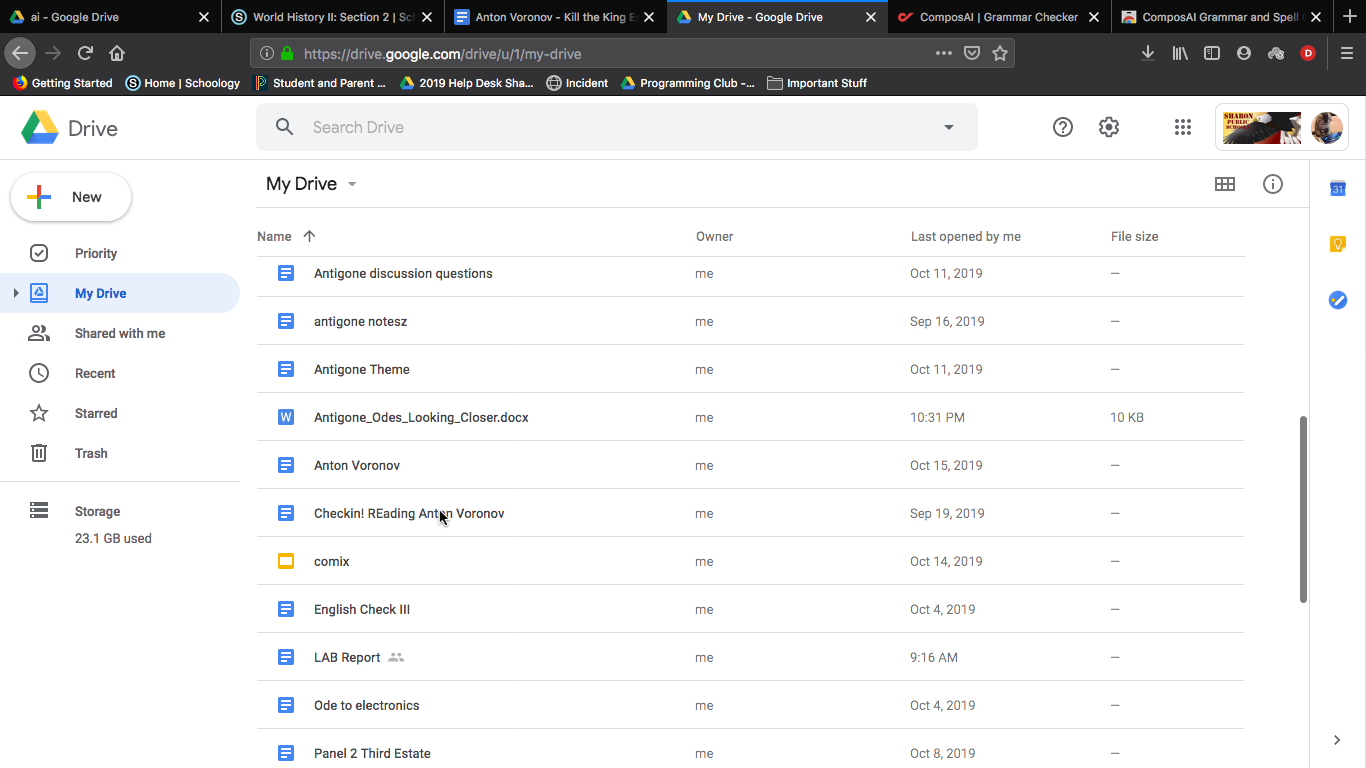 ai - Google Drive
World History II: Section 2 | Sch
Anton Voronov - Kill the King E
My Drive - Google Drive
ComposAI | Grammar Checker
ComposAI Grammar and Spell C
https://drive.google.com/drive/u/1/my-drive
Getting Started
Home | Schoology
Student and Parent ...
2019 Help Desk Sha...
Incident
Programming Club -...
Important Stuff
Drive
Search Drive
SHARON
PUBLIC
SCHOOLS
New
My Drive
31
Priority
My Drive
Shared with me
Recent
Starred
Trash
Storage
23.1 GB used
Name Owner Last opened by me File size
Antigone discussion questions me Oct 11, 2019 —
antigone notesz me Sep 16, 2019 —
Antigone Theme me Oct 11, 2019 —
W Antigone_Odes_Looking_Closer.docx me 10:31 PM 10 KB
Anton Voronov me Oct 15, 2019 —
Checkin! REading Anton Voronov me Sep 19, 2019 —
comix me Oct 14, 2019 —
English Check III me Oct 4, 2019 —
LAB Report me 9:16 AM —
Ode to electronics me Oct 4, 2019 —
Panel 2 Third Estate me Oct 8, 2019 —